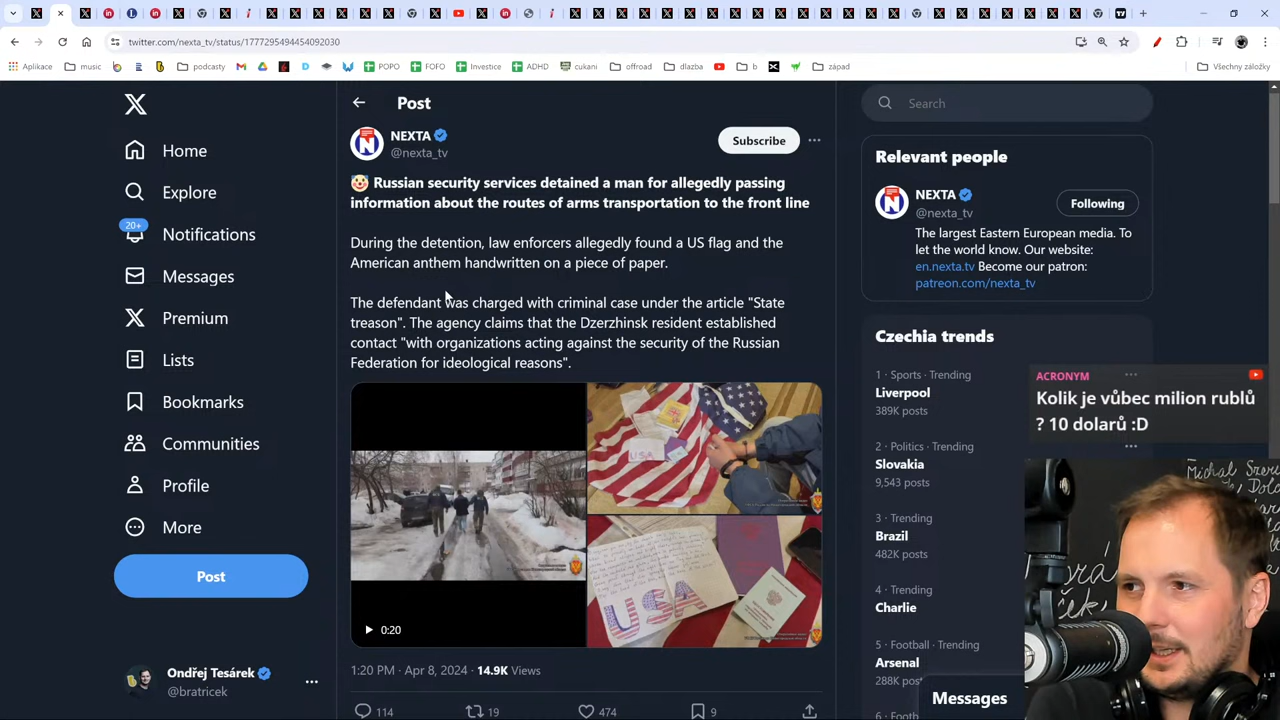 twitter.com/nexta_tv/status/1777295494454092030
Aplikace
music
podcasty
POPO
FOFO
Investice
ADHD
cukani
offroad
dlazba
b
západ
Všechny záložky
Home
Explore
20+
Notifications
Messages
Premium
Lists
Bookmarks
Communities
Profile
More
Post
Ondřej Tesárek
@bratricek
Post
NEXTA
@nexta_tv
Subscribe
🤡 Russian security services detained a man for allegedly passing
information about the routes of arms transportation to the front line
During the detention, law enforcers allegedly found a US flag and the
American anthem handwritten on a piece of paper.
The defendant was charged with criminal case under the article "State
treason". The agency claims that the Dzerzhinsk resident established
contact "with organizations acting against the security of the Russian
Federation for ideological reasons".
0:20
USA
USA
1:20 PM · Apr 8, 2024 · 14.9K Views
114
19
474
9
Search
Relevant people
NEXTA
@nexta_tv
Following
The largest Eastern European media. To
let the world know. Our website:
en.nexta.tv Become our patron:
patreon.com/nexta_tv
Czechia trends
1 · Sports · Trending
Liverpool
389K posts
2 · Politics · Trending
Slovakia
9,543 posts
3 · Trending
Brazil
482K posts
4 · Trending
Charlie
5 · Football · Trending
Arsenal
288K posts
Messages
ACRONYM
Kolik je vůbec milion rublů
? 10 dolarů :D